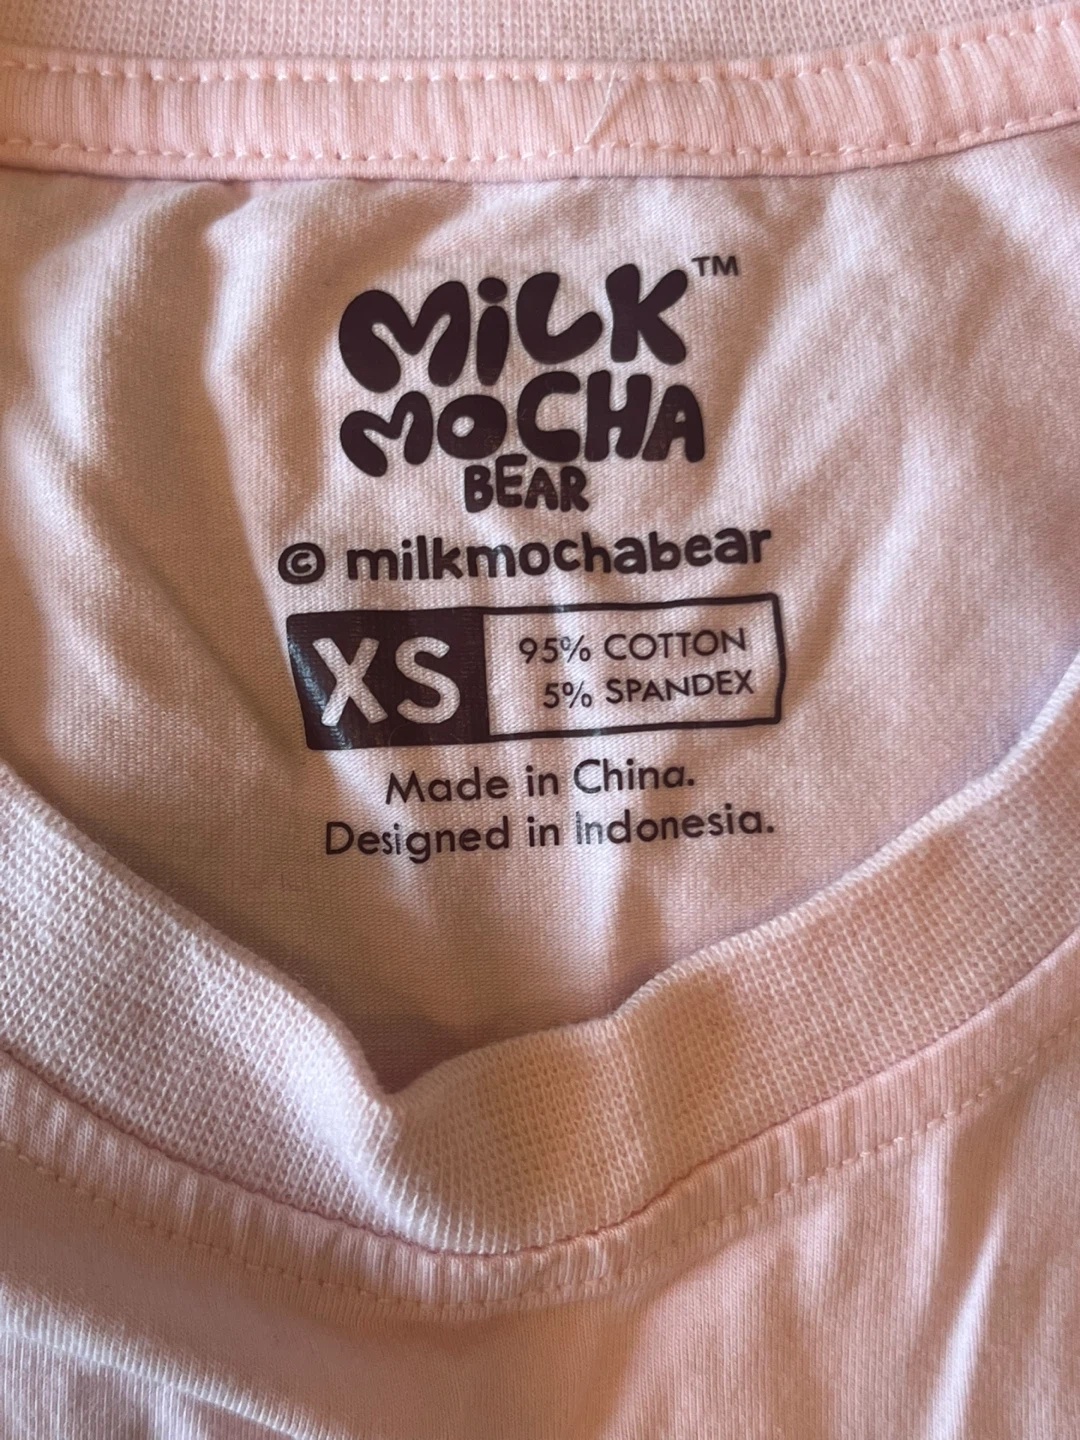 MiLK™
MOCHA
BEAR
© milkmochabear
XS
95% COTTON
5% SPANDEX
Made in China.
Designed in Indonesia.